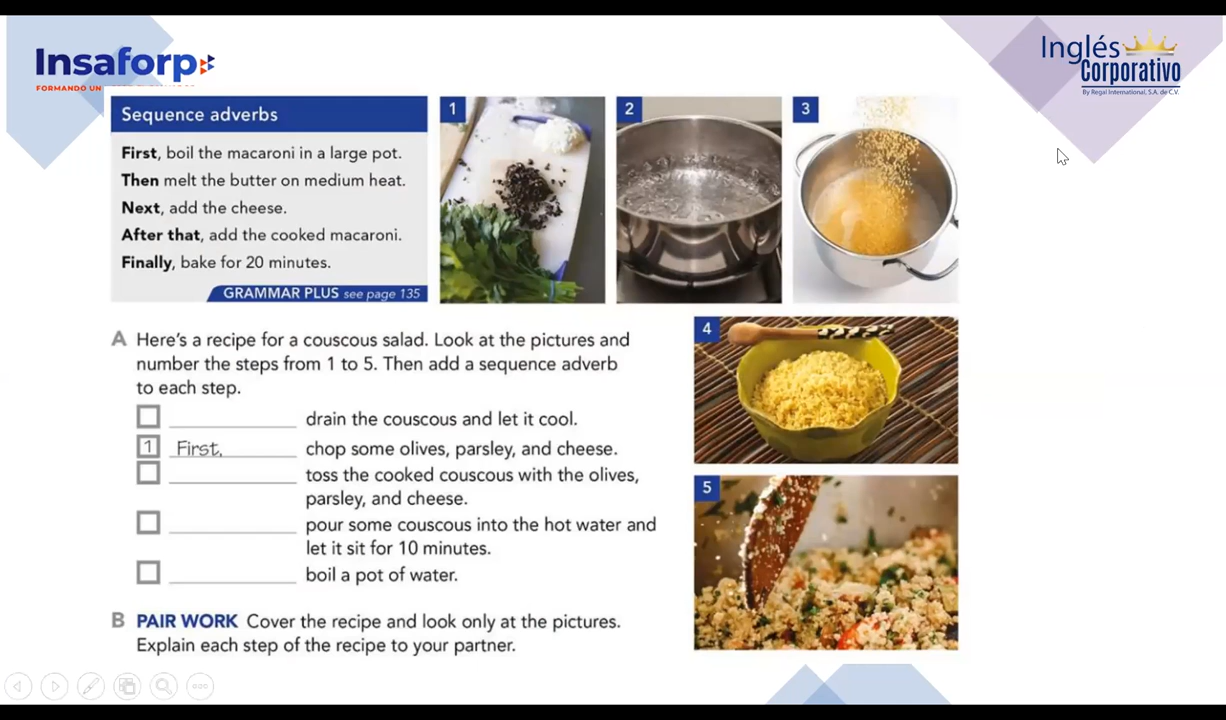 Insaforp
FORMANDO UN
Inglés
Corporativo
By Regal International, S.A. de C.V.
Sequence adverbs
First, boil the macaroni in a large pot.
Then melt the butter on medium heat.
Next, add the cheese.
After that, add the cooked macaroni.
Finally, bake for 20 minutes.
GRAMMAR PLUS see page 135
1
2
3
4
5
A Here's a recipe for a couscous salad. Look at the pictures and
number the steps from 1 to 5. Then add a sequence adverb
to each step.
drain the couscous and let it cool.
1 First, chop some olives, parsley, and cheese.
toss the cooked couscous with the olives,
parsley, and cheese.
pour some couscous into the hot water and
let it sit for 10 minutes.
boil a pot of water.
B PAIR WORK Cover the recipe and look only at the pictures.
Explain each step of the recipe to your partner.